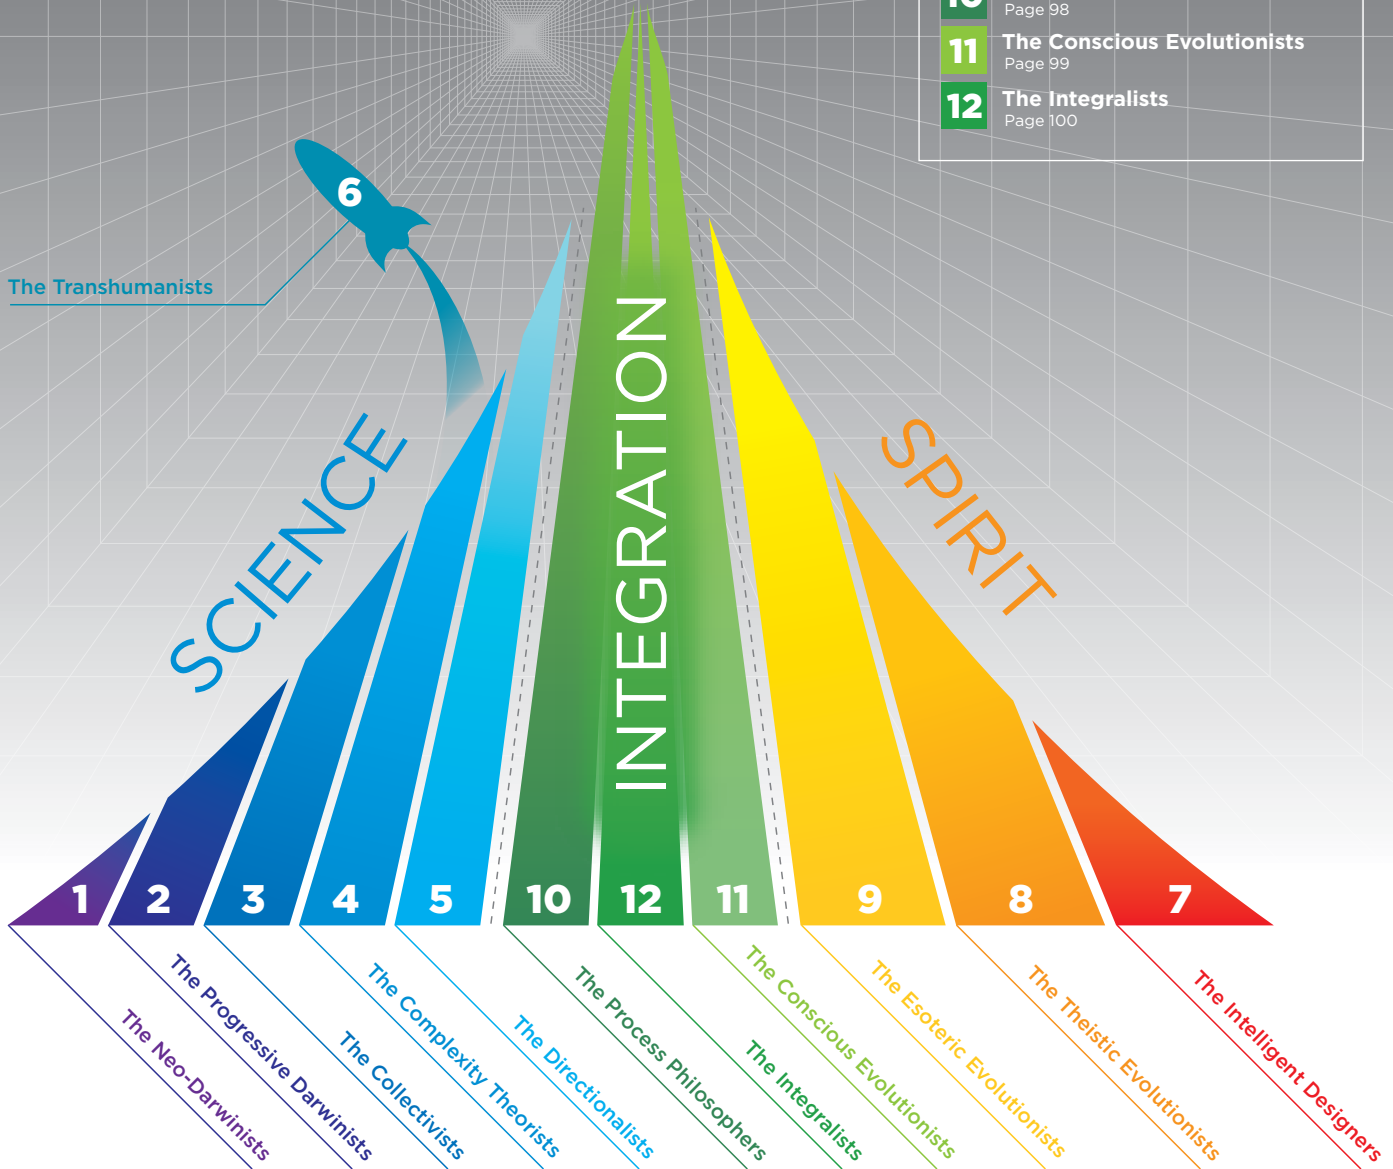 10
Page 98
11
The Conscious Evolutionists
Page 99
12
The Integralists
Page 100
6
The Transhumanists
SCIENCE
INTEGRATION
SPIRIT
1
2
3
4
5
10
12
11
9
8
7
The Neo-Darwinists
The Progressive Darwinists
The Collectivists
The Complexity Theorists
The Directionalists
The Process Philosophers
The Integralists
The Conscious Evolutionists
The Esoteric Evolutionists
The Theistic Evolutionists
The Intelligent Designers